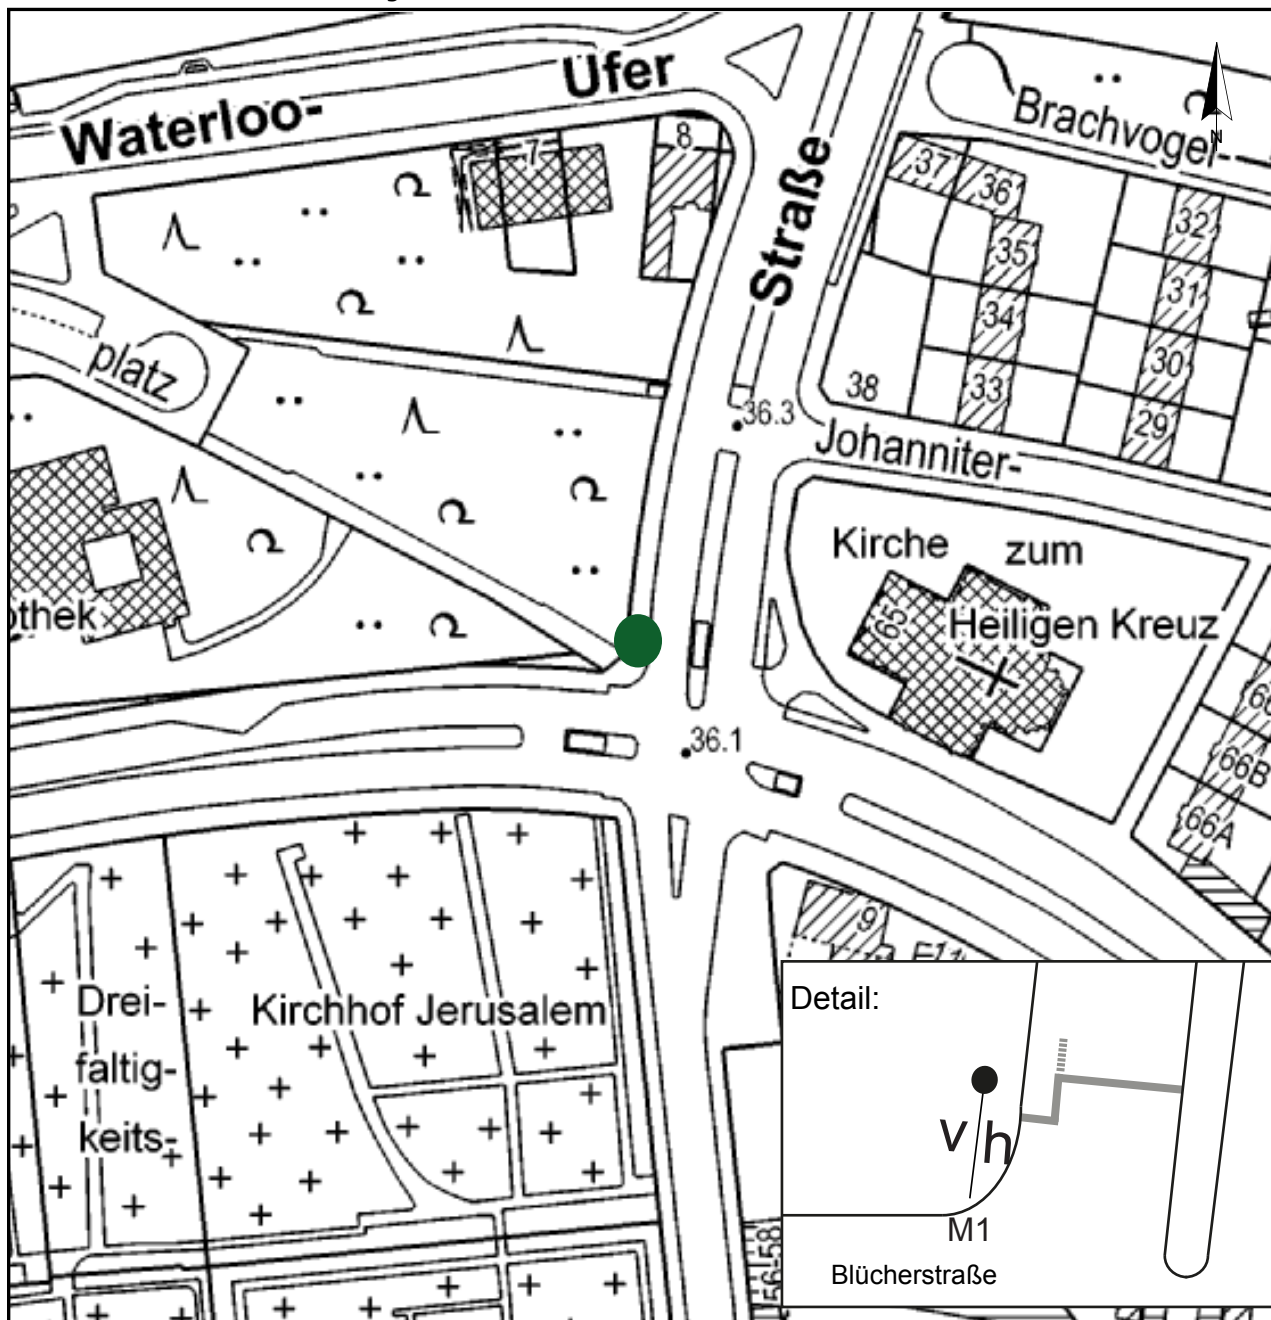 Waterloo-
Ufer
Brachvogel-
N
7
8
Straße
37
36
35
34
33
38
32
31
30
29
platz
36.3
Johanniter-
Kirche zum
Heiligen Kreuz
65
othek
36.1
66B
66A
9
Drei-
faltig-
keits-
Kirchhof Jerusalem
56-58
Detail:
v h
M1
Blücherstraße